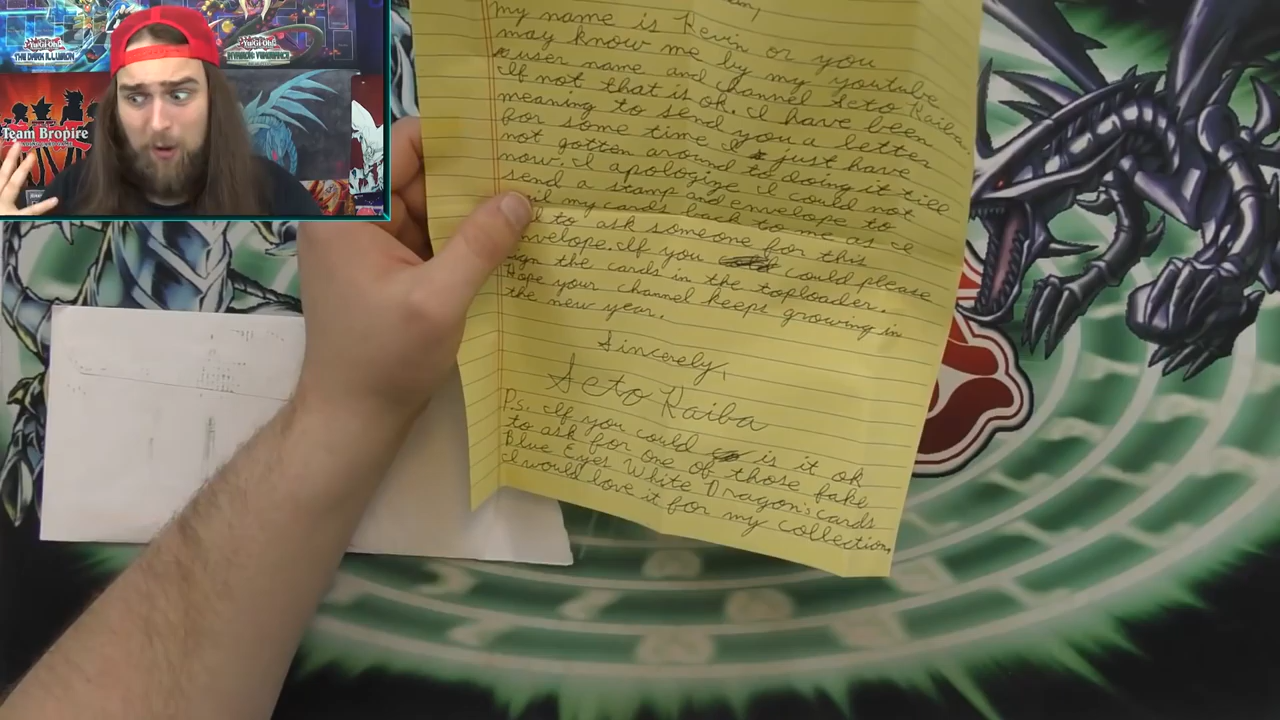 Yu-Gi-Oh!
THE DARK ILLUSION
Yu-Gi-Oh!
Team Bropire
my name is Kevin or you
may know me by my youtube
user name and channel Seto Kaiba
If not that is ok. I have been
meaning to send you a letter
for some time I just have
not gotten around to doing it till
now. I apologize I could not
send a stamp and envelope to
my cards back to me as I
to ask someone for this
nvelope. If you could please
ign the cards in the toploader.
Hope your channel keeps growing in
the new year.
Sincerely,
Seto Kaiba
P.s. If you could is it ok
to ask for one of those fake
Blue Eyes White Dragon's cards
I would love it for my collection,